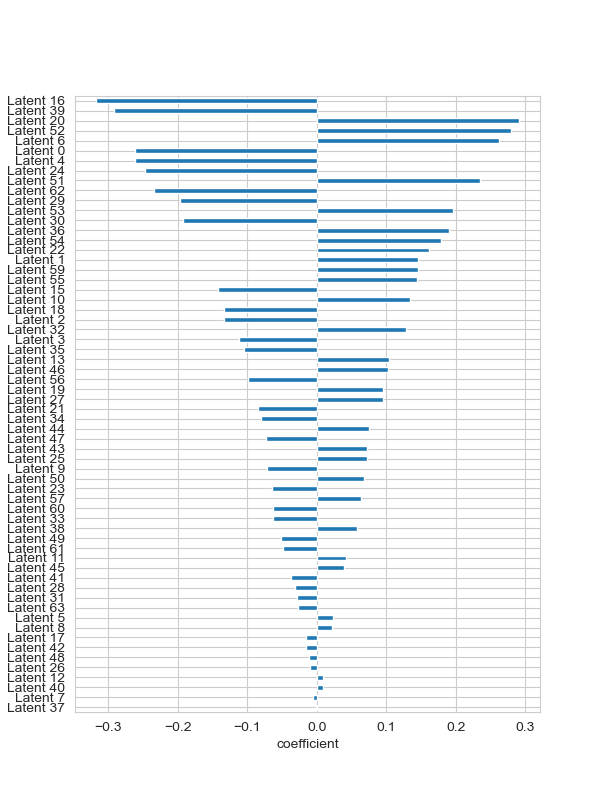 Latent 16
Latent 39
Latent 20
Latent 52
Latent 6
Latent 0
Latent 4
Latent 24
Latent 51
Latent 62
Latent 29
Latent 53
Latent 30
Latent 36
Latent 54
Latent 22
Latent 1
Latent 59
Latent 55
Latent 15
Latent 10
Latent 18
Latent 2
Latent 32
Latent 3
Latent 35
Latent 13
Latent 46
Latent 56
Latent 19
Latent 27
Latent 21
Latent 34
Latent 44
Latent 47
Latent 43
Latent 25
Latent 9
Latent 50
Latent 23
Latent 57
Latent 60
Latent 33
Latent 38
Latent 49
Latent 61
Latent 11
Latent 45
Latent 41
Latent 28
Latent 31
Latent 63
Latent 5
Latent 8
Latent 17
Latent 42
Latent 48
Latent 26
Latent 12
Latent 40
Latent 7
Latent 37
−0.3 −0.2 −0.1 0.0 0.1 0.2 0.3
coefficient